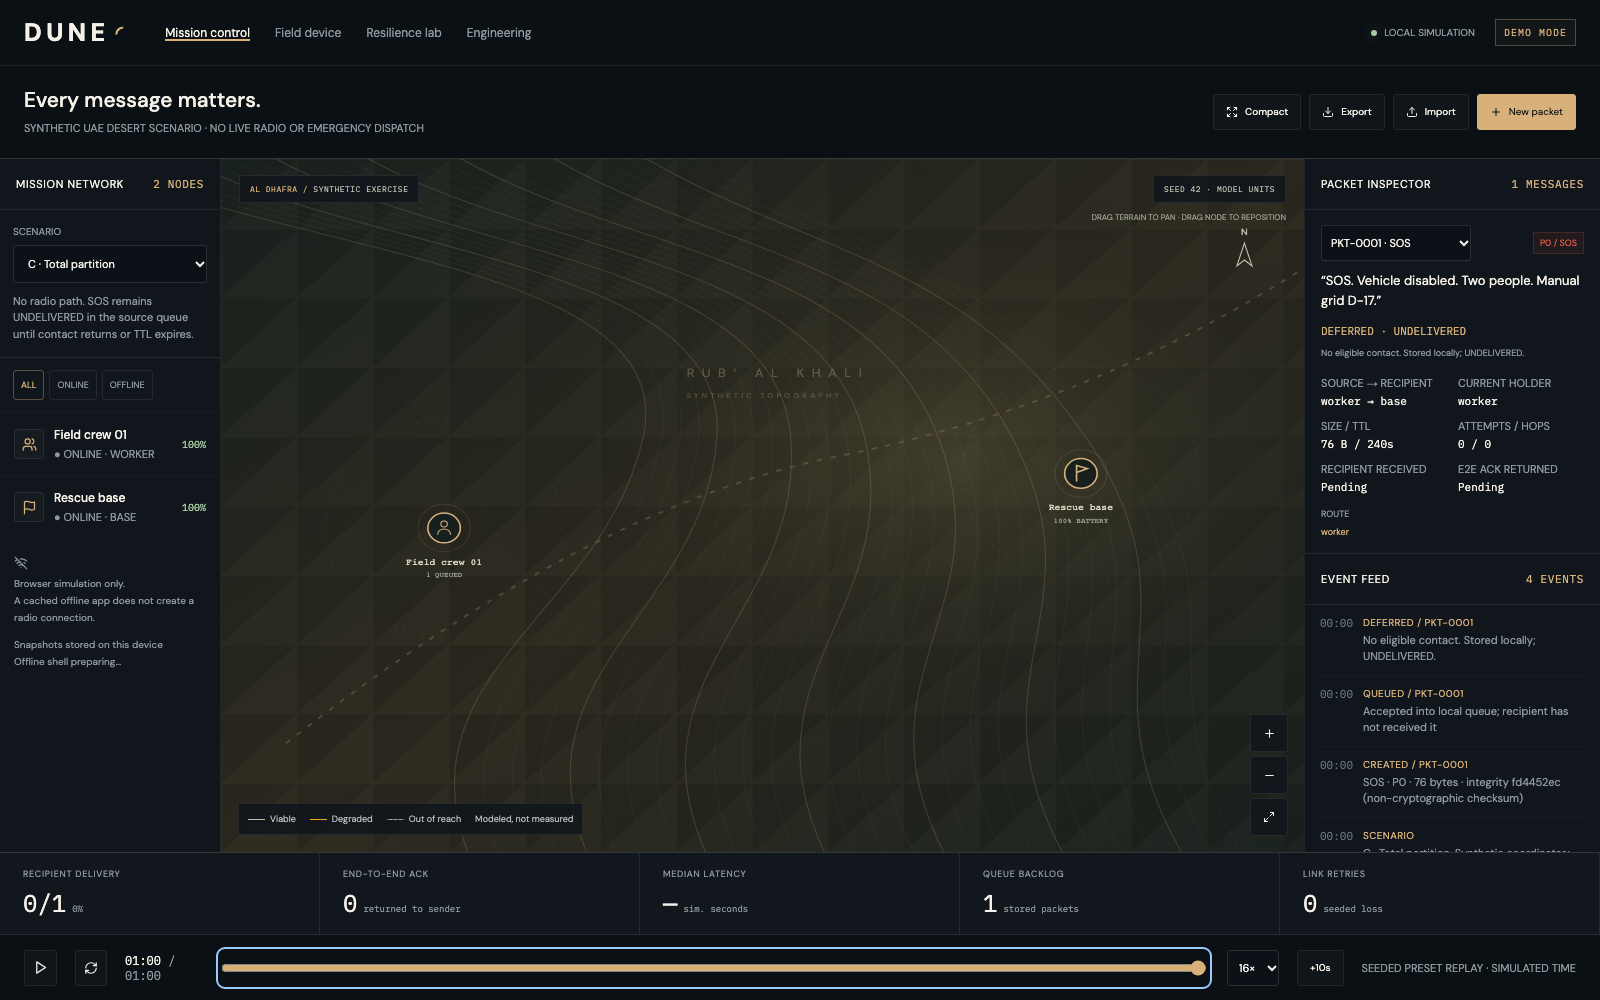 DUNE
Mission control
Field device
Resilience lab
Engineering
LOCAL SIMULATION
DEMO MODE
Every message matters.
SYNTHETIC UAE DESERT SCENARIO · NO LIVE RADIO OR EMERGENCY DISPATCH
Compact
Export
Import
New packet
MISSION NETWORK
2 NODES
SCENARIO
C · Total partition
No radio path. SOS remains
UNDELIVERED in the source queue
until contact returns or TTL expires.
ALL
ONLINE
OFFLINE
Field crew 01
● ONLINE · WORKER
100%
Rescue base
● ONLINE · BASE
100%
Browser simulation only.
A cached offline app does not create a
radio connection.
Snapshots stored on this device
Offline shell preparing…
AL DHAFRA / SYNTHETIC EXERCISE
SEED 42 · MODEL UNITS
DRAG TERRAIN TO PAN · DRAG NODE TO REPOSITION
N
RUB' AL KHALI
SYNTHETIC TOPOGRAPHY
Rescue base
100% BATTERY
Field crew 01
1 QUEUED
+
−
Viable
Degraded
Out of reach
Modeled, not measured
PACKET INSPECTOR
1 MESSAGES
PKT-0001 · SOS
P0 / SOS
“SOS. Vehicle disabled. Two people. Manual
grid D-17.”
DEFERRED · UNDELIVERED
No eligible contact. Stored locally; UNDELIVERED.
SOURCE → RECIPIENT
worker → base
CURRENT HOLDER
worker
SIZE / TTL
76 B / 240s
ATTEMPTS / HOPS
0 / 0
RECIPIENT RECEIVED
Pending
E2E ACK RETURNED
Pending
ROUTE
worker
EVENT FEED
4 EVENTS
00:00
DEFERRED / PKT-0001
No eligible contact. Stored locally;
UNDELIVERED.
00:00
QUEUED / PKT-0001
Accepted into local queue; recipient has
not received it
00:00
CREATED / PKT-0001
SOS · P0 · 76 bytes · integrity fd4452ec
(non-cryptographic checksum)
00:00
SCENARIO
C · Total partition. Synthetic coordinates;
RECIPIENT DELIVERY
0/1 0%
END-TO-END ACK
0 returned to sender
MEDIAN LATENCY
— sim. seconds
QUEUE BACKLOG
1 stored packets
LINK RETRIES
0 seeded loss
01:00 /
01:00
16×
+10s
SEEDED PRESET REPLAY · SIMULATED TIME